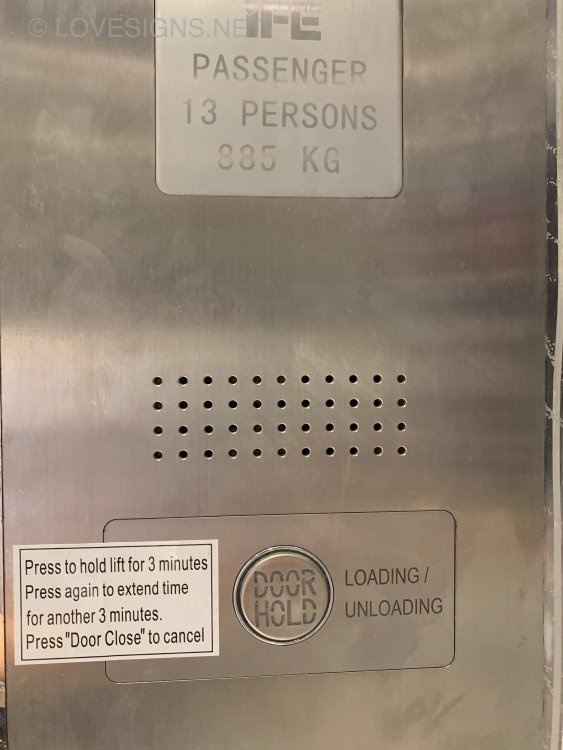 © LOVESIGNS.NE
IFE
PASSENGER
13 PERSONS
885 KG
Press to hold lift for 3 minutes
Press again to extend time
for another 3 minutes.
Press "Door Close" to cancel
DOOR
HOLD
LOADING /
UNLOADING